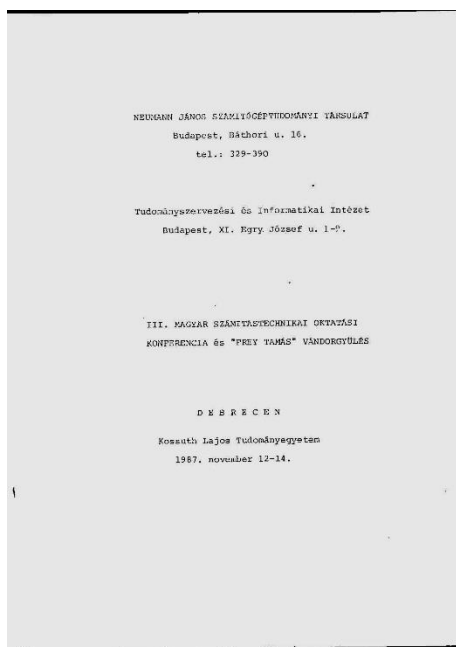 NEUMANN JÁNOS SZÁMITÓGÉPTUDOMÁNYI TÁRSULAT
Budapest, Báthori u. 16.
tel.: 329-390
Tudományszervezési és Informatikai Intézet
Budapest, XI. Egry József u. 1-9.
III. MAGYAR SZÁMITÁSTECHNIKAI OKTATÁSI
KONFERENCIA és "FREY TAMÁS" VÁNDORGYÜLÉS
D E B R E C E N
Kossuth Lajos Tudományegyetem
1987. november 12-14.